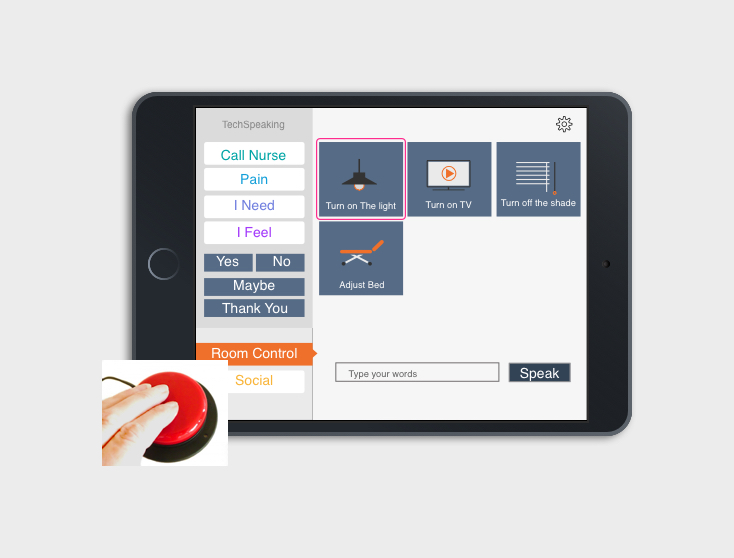 TechSpeaking
Call Nurse
Pain
I Need
I Feel
Yes
No
Maybe
Thank You
Room Control
Social
Turn on The light
Turn on TV
Turn off the shade
Adjust Bed
Type your words
Speak